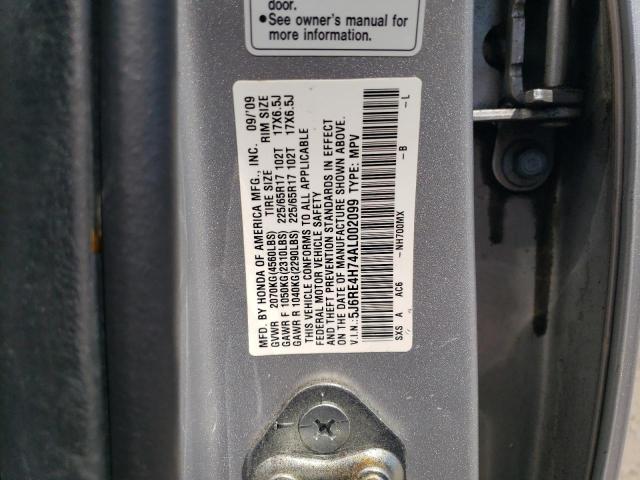 door.
•See owner's manual for
more information.
MFD. BY HONDA OF AMERICA MFG., INC. 09/'09
GVWR 2070KG(4560LBS) TIRE SIZE RIM SIZE
GAWR F 1050KG(2310LBS) 225/65R17 102T 17X6.5J
GAWR R 1040KG(2290LBS) 225/65R17 102T 17X6.5J
THIS VEHICLE CONFORMS TO ALL APPLICABLE
FEDERAL MOTOR VEHICLE SAFETY
AND THEFT PREVENTION STANDARDS IN EFFECT
ON THE DATE OF MANUFACTURE SHOWN ABOVE.
V.I.N.:5J6RE4H74AL002099 TYPE: MPV
SXS A AC6 -NH700MX -B -L